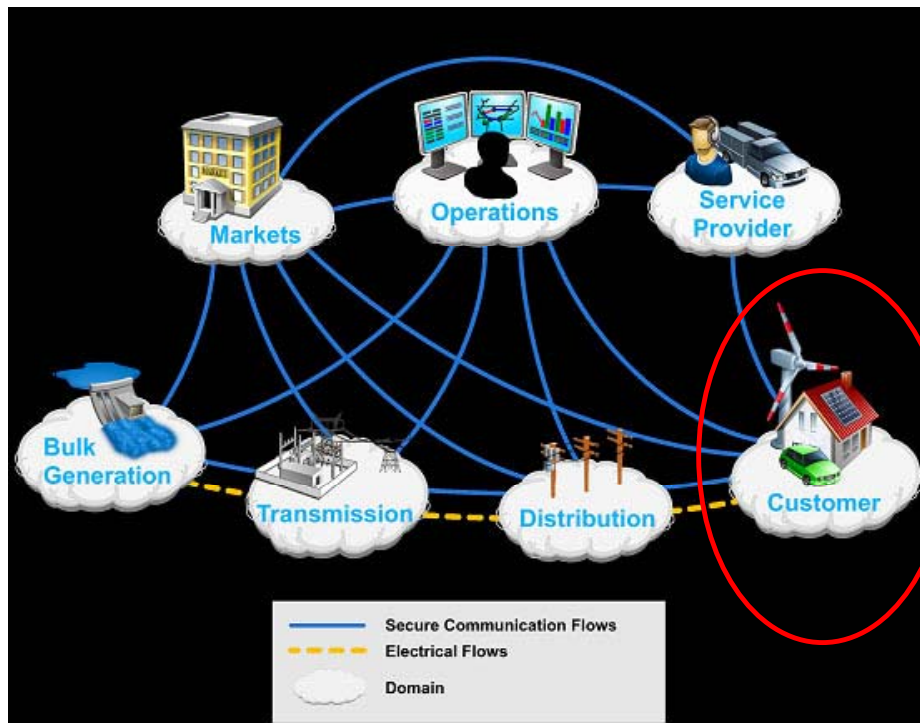 Markets
Operations
Service
Provider
Bulk
Generation
Transmission
Distribution
Customer
Secure Communication Flows
Electrical Flows
Domain